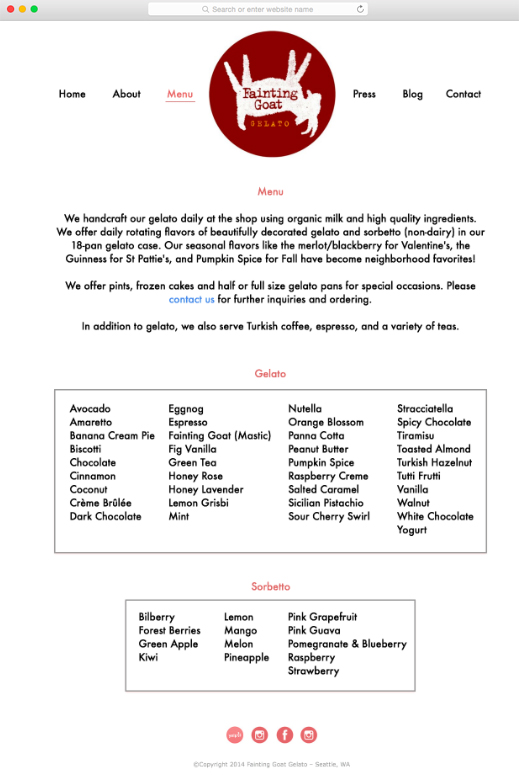 Search or enter website name
Home
About
Menu
Fainting
Goat
GELATO
Press
Blog
Contact
Menu
We handcraft our gelato daily at the shop using organic milk and high quality ingredients.
We offer daily rotating flavors of beautifully decorated gelato and sorbetto (non-dairy) in our
18-pan gelato case. Our seasonal flavors like the merlot/blackberry for Valentine's, the
Guinness for St Pattie's, and Pumpkin Spice for Fall have become neighborhood favorites!
We offer pints, frozen cakes and half or full size gelato pans for special occasions. Please
contact us for further inquiries and ordering.
In addition to gelato, we also serve Turkish coffee, espresso, and a variety of teas.
Gelato
Avocado
Amaretto
Banana Cream Pie
Biscotti
Chocolate
Cinnamon
Coconut
Crème Brûlée
Dark Chocolate
Eggnog
Espresso
Fainting Goat (Mastic)
Fig Vanilla
Green Tea
Honey Rose
Honey Lavender
Lemon Grisbi
Mint
Nutella
Orange Blossom
Panna Cotta
Peanut Butter
Pumpkin Spice
Raspberry Creme
Salted Caramel
Sicilian Pistachio
Sour Cherry Swirl
Stracciatella
Spicy Chocolate
Tiramisu
Toasted Almond
Turkish Hazelnut
Tutti Frutti
Vanilla
Walnut
White Chocolate
Yogurt
Sorbetto
Bilberry
Forest Berries
Green Apple
Kiwi
Lemon
Mango
Melon
Pineapple
Pink Grapefruit
Pink Guava
Pomegranate & Blueberry
Raspberry
Strawberry
yelp
f
©Copyright 2014 Fainting Goat Gelato - Seattle, WA